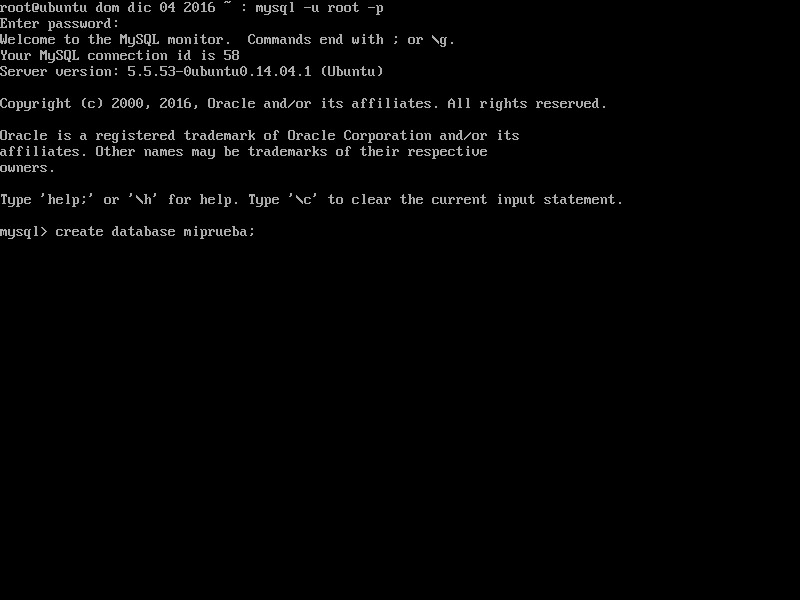 root@ubuntu dom dic 04 2016 ~ : mysql -u root -p
Enter password:
Welcome to the MySQL monitor.  Commands end with ; or \g.
Your MySQL connection id is 58
Server version: 5.5.53-0ubuntu0.14.04.1 (Ubuntu)
Copyright (c) 2000, 2016, Oracle and/or its affiliates. All rights reserved.
Oracle is a registered trademark of Oracle Corporation and/or its
affiliates. Other names may be trademarks of their respective
owners.
Type 'help;' or '\h' for help. Type '\c' to clear the current input statement.
mysql> create database miprueba;